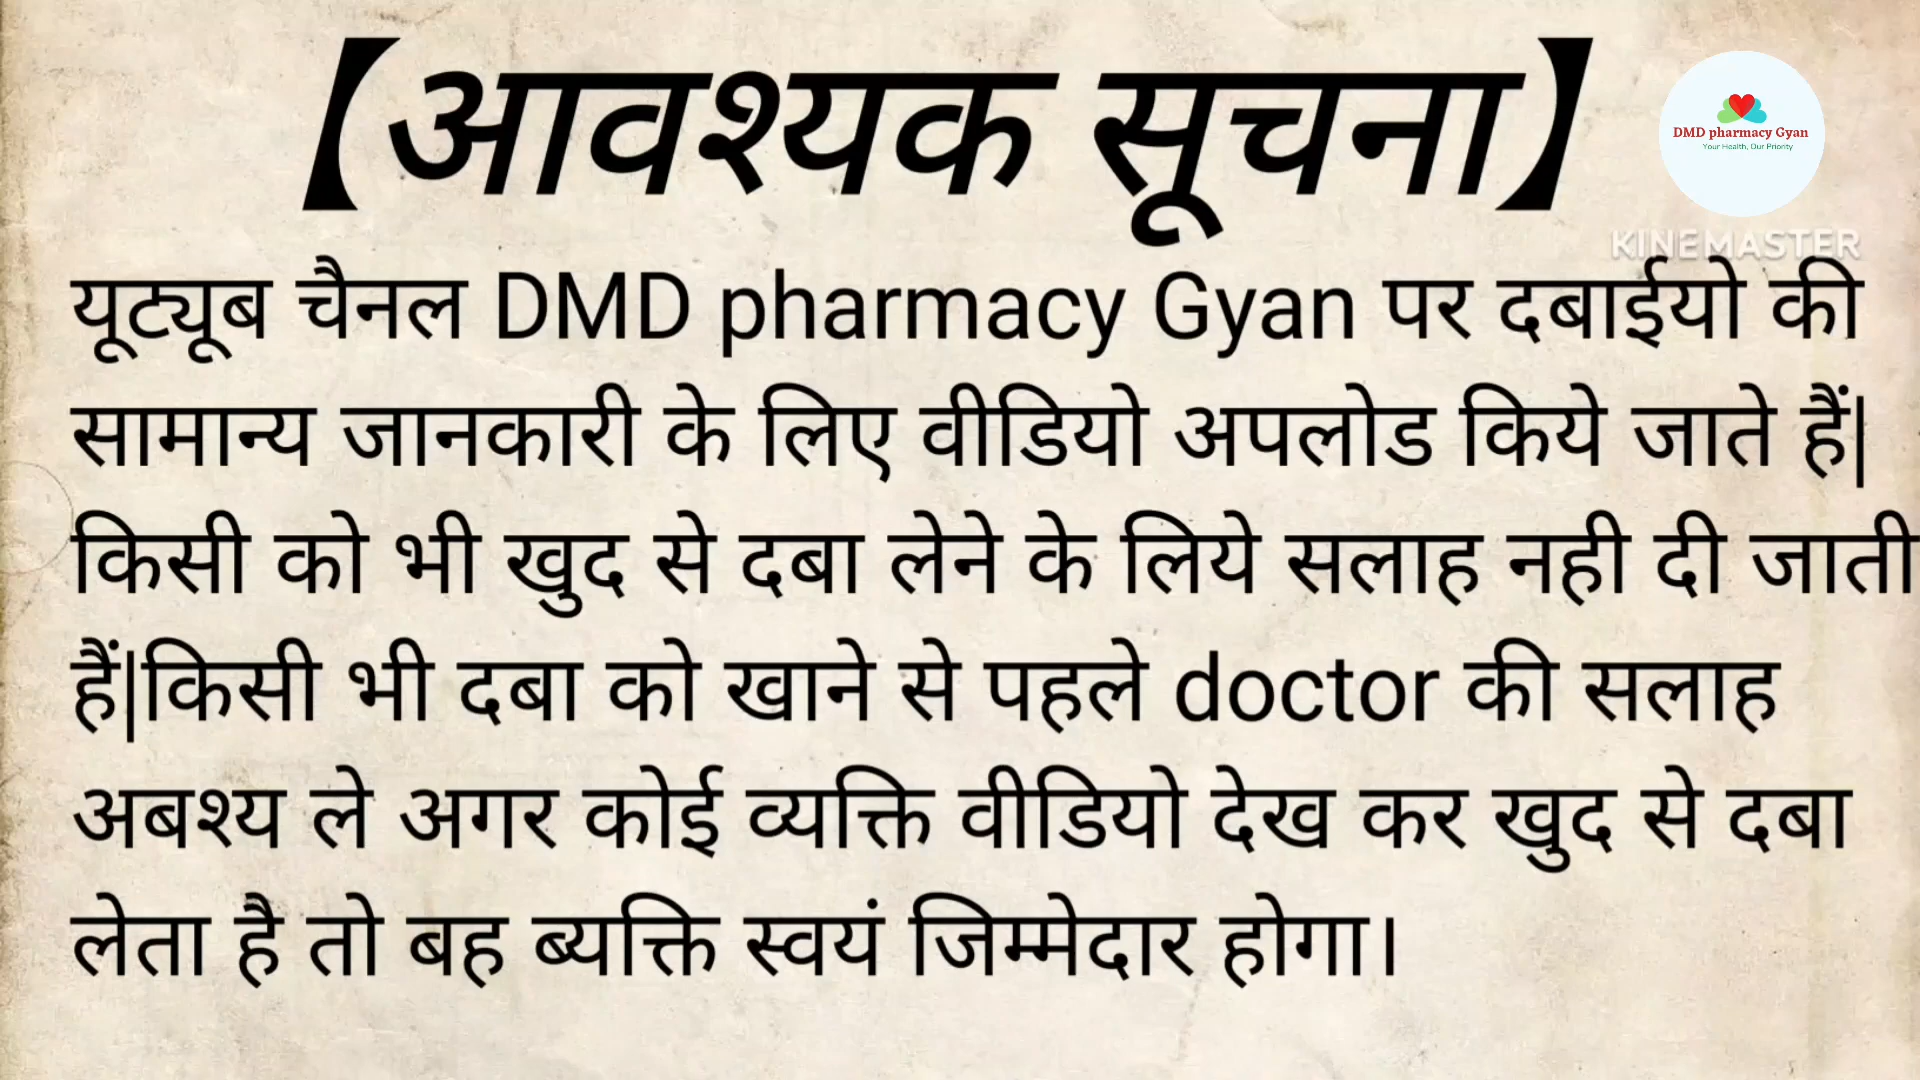 【आवश्यक सूचना】
DMD pharmacy Gyan
Your Health, Our Priority
KINEMASTER
यूट्यूब चैनल DMD pharmacy Gyan पर दबाईयो की
सामान्य जानकारी के लिए वीडियो अपलोड किये जाते हैं|
किसी को भी खुद से दबा लेने के लिये सलाह नही दी जाती
हैं|किसी भी दबा को खाने से पहले doctor की सलाह
अबश्य ले अगर कोई व्यक्ति वीडियो देख कर खुद से दबा
लेता है तो बह ब्यक्ति स्वयं जिम्मेदार होगा।